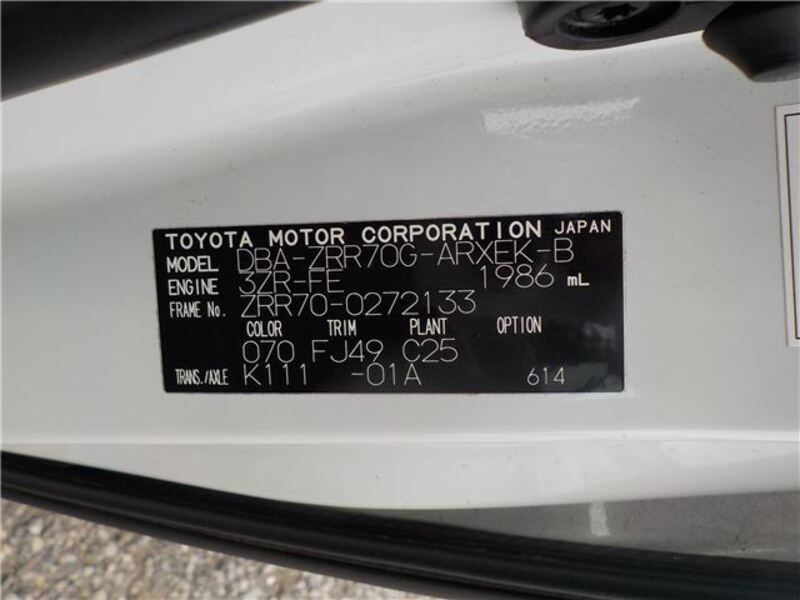 TOYOTA MOTOR CORPORATION JAPAN
MODEL DBA-ZRR70G-ARXEK-B
ENGINE 3ZR-FE 1986 mL
FRAME No. ZRR70-0272133
COLOR TRIM PLANT OPTION
070 FJ49 C25
TRANS./AXLE K111 -01A 614